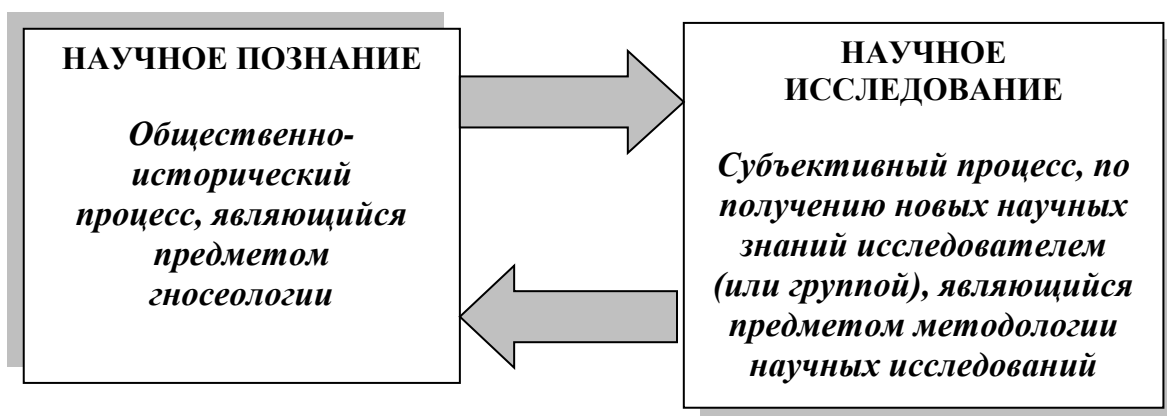 НАУЧНОЕ ПОЗНАНИЕ
Общественно-
исторический
процесс, являющийся
предметом
гносеологии
НАУЧНОЕ
ИССЛЕДОВАНИЕ
Субъективный процесс, по
получению новых научных
знаний исследователем
(или группой), являющийся
предметом методологии
научных исследований